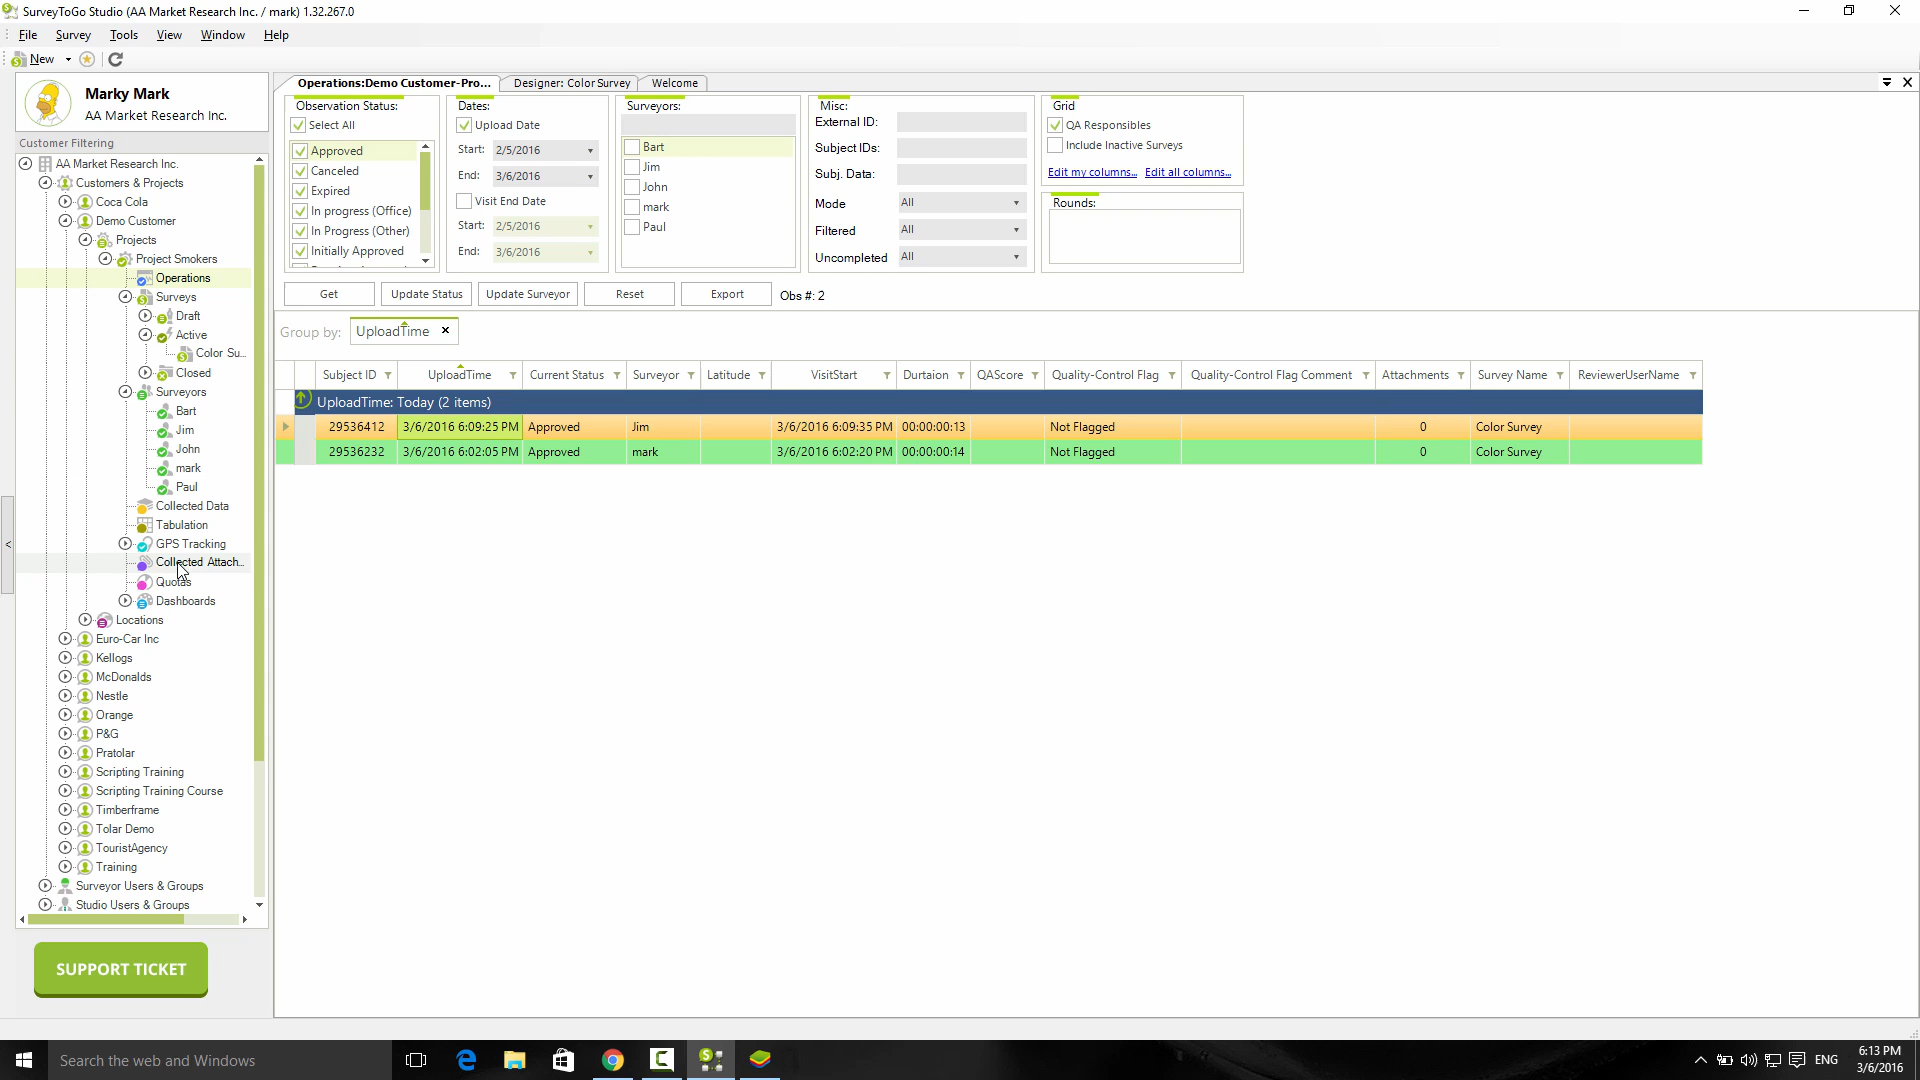 SurveyToGo Studio (AA Market Research Inc. / mark) 1.32.267.0
File Survey Tools View Window Help
New
Marky Mark
AA Market Research Inc.
Customer Filtering
AA Market Research Inc.
Customers & Projects
Coca Cola
Demo Customer
Projects
Project Smokers
Operations
Surveys
Draft
Active
Color Su...
Closed
Surveyors
Bart
Jim
John
mark
Paul
Collected Data
Tabulation
GPS Tracking
Collected Attach...
Quotas
Dashboards
Locations
Euro-Car Inc
Kellogs
McDonalds
Nestle
Orange
P&G
Pratolar
Scripting Training
Scripting Training Course
Timberframe
Tolar Demo
TouristAgency
Training
Surveyor Users & Groups
Studio Users & Groups
SUPPORT TICKET
Operations:Demo Customer-Pro... Designer: Color Survey Welcome
Observation Status:
Select All
Approved
Canceled
Expired
In progress (Office)
In Progress (Other)
Initially Approved
Dates:
Upload Date
Start: 2/5/2016
End: 3/6/2016
Visit End Date
Start: 2/5/2016
End: 3/6/2016
Surveyors:
Bart
Jim
John
mark
Paul
Misc:
External ID:
Subject IDs:
Subj. Data:
Mode All
Filtered All
Uncompleted All
Grid
QA Responsibles
Include Inactive Surveys
Edit my columns... Edit all columns...
Rounds:
Get Update Status Update Surveyor Reset Export Obs #: 2
Group by: UploadTime ×
Subject ID UploadTime Current Status Surveyor Latitude VisitStart Durtaion QAScore Quality-Control Flag Quality-Control Flag Comment Attachments Survey Name ReviewerUserName
UploadTime: Today (2 items)
29536412 3/6/2016 6:09:25 PM Approved Jim 3/6/2016 6:09:35 PM 00:00:00:13 Not Flagged 0 Color Survey
29536232 3/6/2016 6:02:05 PM Approved mark 3/6/2016 6:02:20 PM 00:00:00:14 Not Flagged 0 Color Survey
Search the web and Windows
ENG
6:13 PM
3/6/2016